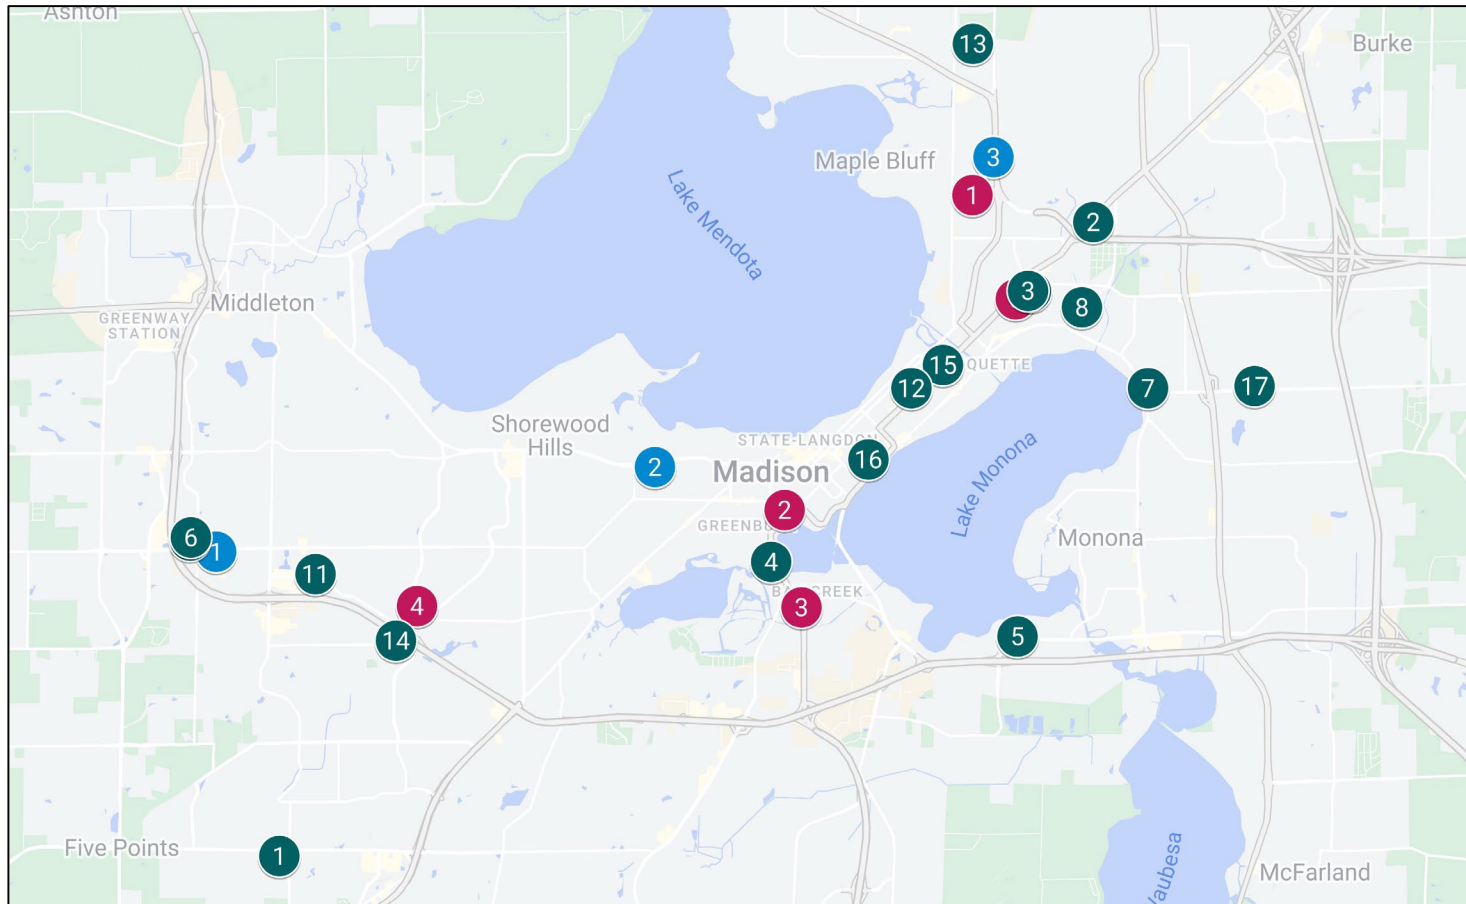 Ashton
13
Burke
3
Maple Bluff
1
Lake Mendota
2
Middleton
GREENWAY
STATION
3
8
15
QUETTE
12
7
17
Shorewood
Hills
STATE-LANGDON
16
2
Madison
Lake Monona
2
GREENBU
6
1
Monona
4
11
BA
CREEK
4
3
14
5
Five Points
1
McFarland
Waubesa